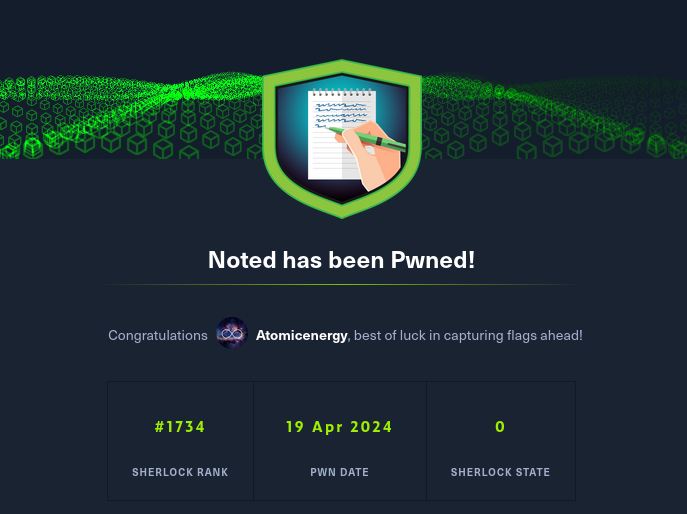 Noted has been Pwned!
Congratulations Atomicenergy, best of luck in capturing flags ahead!
#1734 19 Apr 2024 0
SHERLOCK RANK PWN DATE SHERLOCK STATE